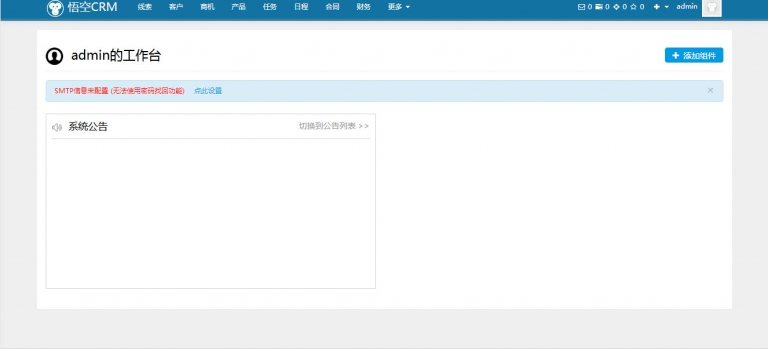 悟空CRM 线索 客户 商机 产品 任务 日程 合同 财务 更多 0 0 0 0 admin
admin的工作台 添加组件
SMTP信息未配置 (无法使用密码找回功能) 点此设置 ×
系统公告 切换到公告列表 >>